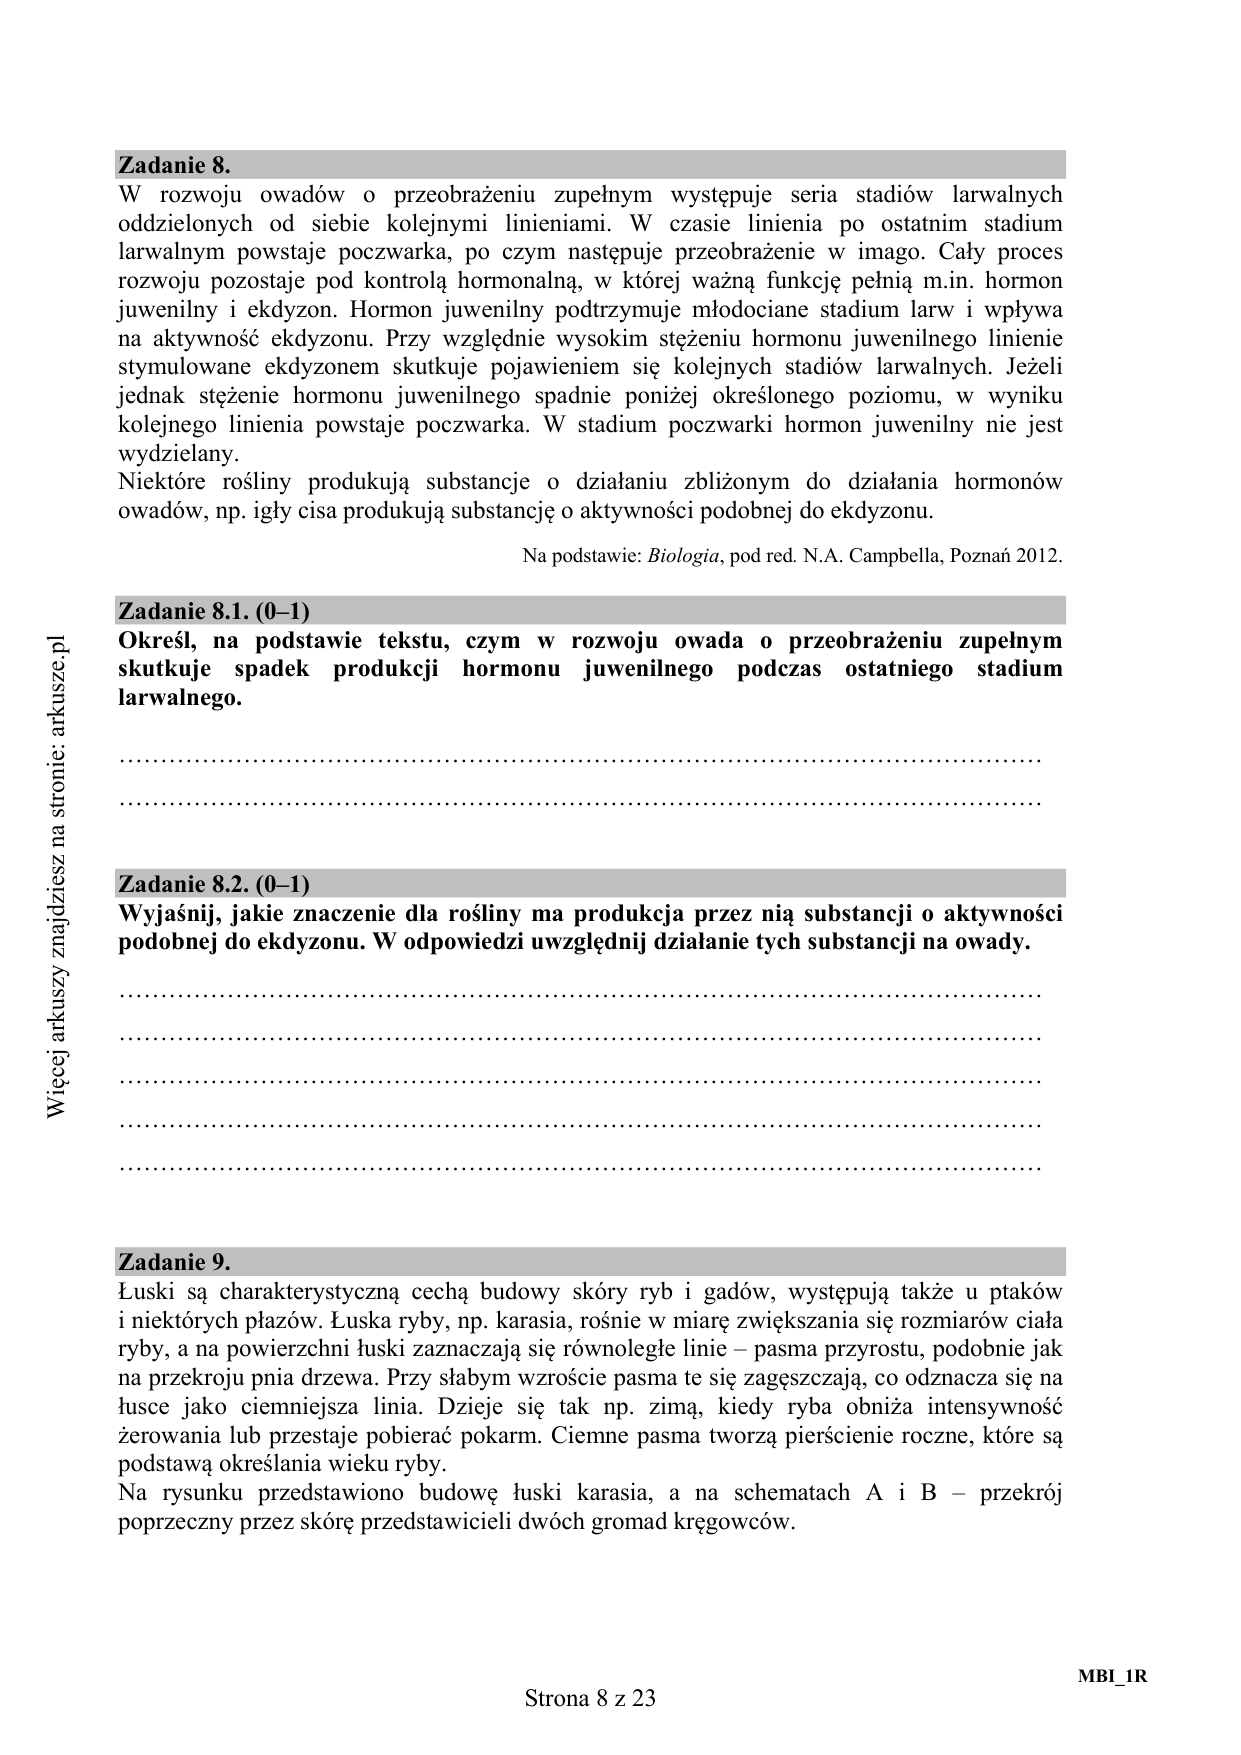 Zadanie 8.
W rozwoju owadów o przeobrażeniu zupełnym występuje seria stadiów larwalnych
oddzielonych od siebie kolejnymi linieniami. W czasie linienia po ostatnim stadium
larwalnym powstaje poczwarka, po czym następuje przeobrażenie w imago. Cały proces
rozwoju pozostaje pod kontrolą hormonalną, w której ważną funkcję pełnią m.in. hormon
juwenilny i ekdyzon. Hormon juwenilny podtrzymuje młodociane stadium larw i wpływa
na aktywność ekdyzonu. Przy względnie wysokim stężeniu hormonu juwenilnego linienie
stymulowane ekdyzonem skutkuje pojawieniem się kolejnych stadiów larwalnych. Jeżeli
jednak stężenie hormonu juwenilnego spadnie poniżej określonego poziomu, w wyniku
kolejnego linienia powstaje poczwarka. W stadium poczwarki hormon juwenilny nie jest
wydzielany.
Niektóre rośliny produkują substancje o działaniu zbliżonym do działania hormonów
owadów, np. igły cisa produkują substancję o aktywności podobnej do ekdyzonu.
Na podstawie: Biologia, pod red. N.A. Campbella, Poznań 2012.
Zadanie 8.1. (0–1)
Określ, na podstawie tekstu, czym w rozwoju owada o przeobrażeniu zupełnym
skutkuje spadek produkcji hormonu juwenilnego podczas ostatniego stadium
larwalnego.
Zadanie 8.2. (0–1)
Wyjaśnij, jakie znaczenie dla rośliny ma produkcja przez nią substancji o aktywności
podobnej do ekdyzonu. W odpowiedzi uwzględnij działanie tych substancji na owady.
Zadanie 9.
Łuski są charakterystyczną cechą budowy skóry ryb i gadów, występują także u ptaków
i niektórych płazów. Łuska ryby, np. karasia, rośnie w miarę zwiększania się rozmiarów ciała
ryby, a na powierzchni łuski zaznaczają się równoległe linie – pasma przyrostu, podobnie jak
na przekroju pnia drzewa. Przy słabym wzroście pasma te się zagęszczają, co odznacza się na
łusce jako ciemniejsza linia. Dzieje się tak np. zimą, kiedy ryba obniża intensywność
żerowania lub przestaje pobierać pokarm. Ciemne pasma tworzą pierścienie roczne, które są
podstawą określania wieku ryby.
Na rysunku przedstawiono budowę łuski karasia, a na schematach A i B – przekrój
poprzeczny przez skórę przedstawicieli dwóch gromad kręgowców.
MBI_1R
Strona 8 z 23
Więcej arkuszy znajdziesz na stronie: arkusze.pl